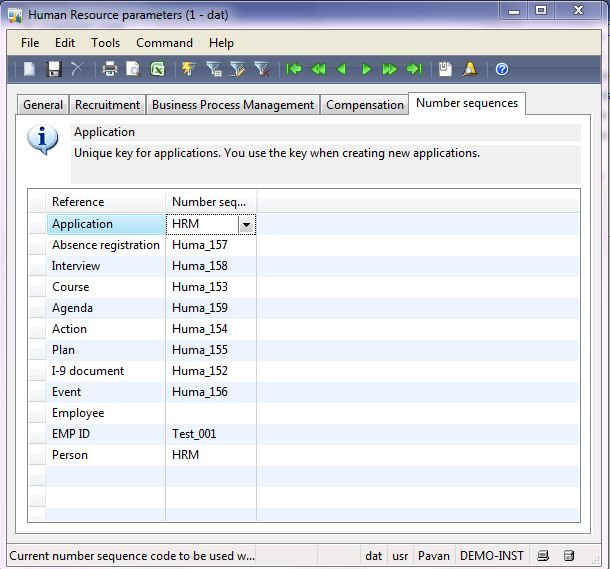 Human Resource parameters (1 - dat)
File Edit Tools Command Help
General Recruitment Business Process Management Compensation Number sequences
Application
Unique key for applications. You use the key when creating new applications.
Reference Number seq...
Application HRM
Absence registration Huma_157
Interview Huma_158
Course Huma_153
Agenda Huma_159
Action Huma_154
Plan Huma_155
I-9 document Huma_152
Event Huma_156
Employee
EMP ID Test_001
Person HRM
Current number sequence code to be used w... dat usr Pavan DEMO-INST